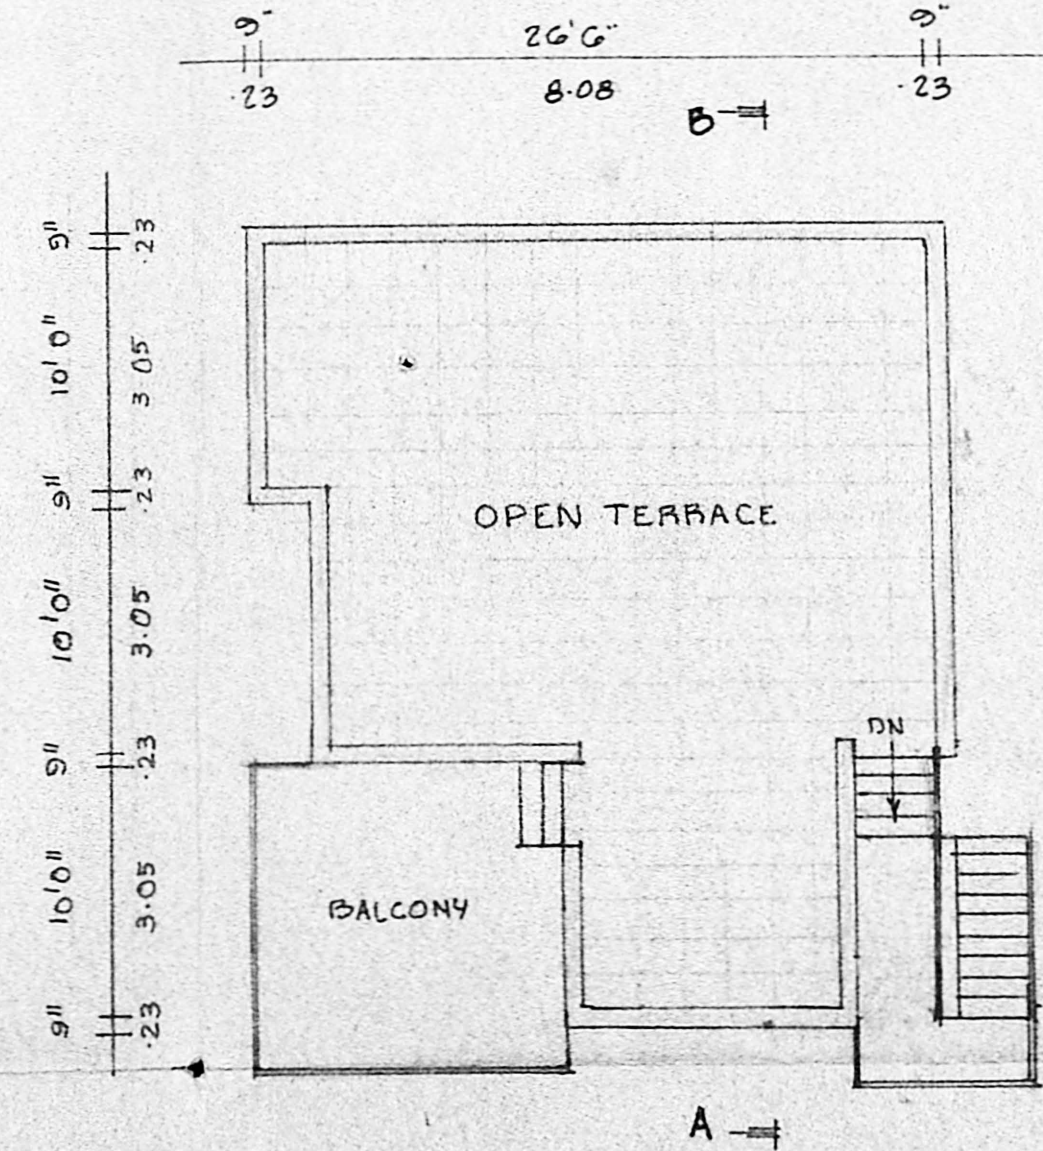 9" 26'6" 9"
.23 8.08 .23
B
9" .23
10'0" 3.05
9" .23
OPEN TERRACE
10'0" 3.05
DN
9" .23
10'0" 3.05
BALCONY
9" .23
A